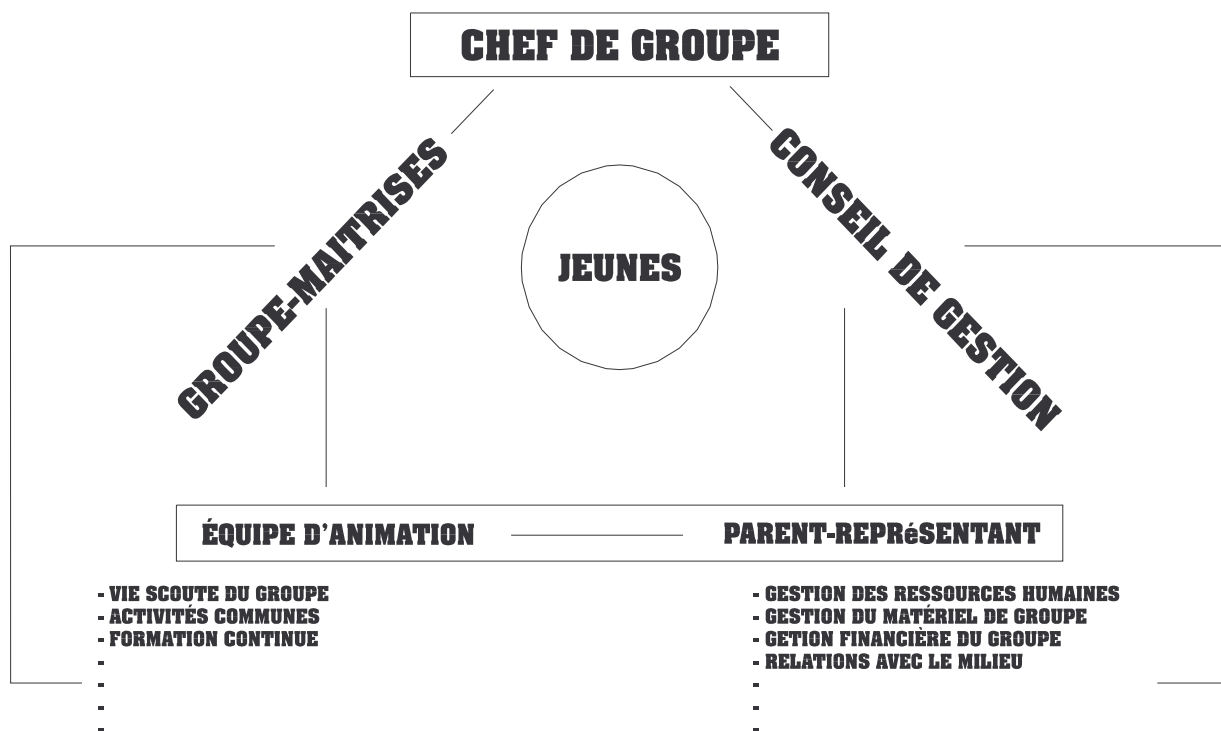 CHEF DE GROUPE
GROUPE-MAITRISES
CONSEIL DE GESTION
JEUNES
ÉQUIPE D'ANIMATION
PARENT-REPRéSENTANT
- VIE SCOUTE DU GROUPE
- ACTIVITÉS COMMUNES
- FORMATION CONTINUE
-
-
-
-
- GESTION DES RESSOURCES HUMAINES
- GESTION DU MATÉRIEL DE GROUPE
- GETION FINANCIÈRE DU GROUPE
- RELATIONS AVEC LE MILIEU
-
-
-